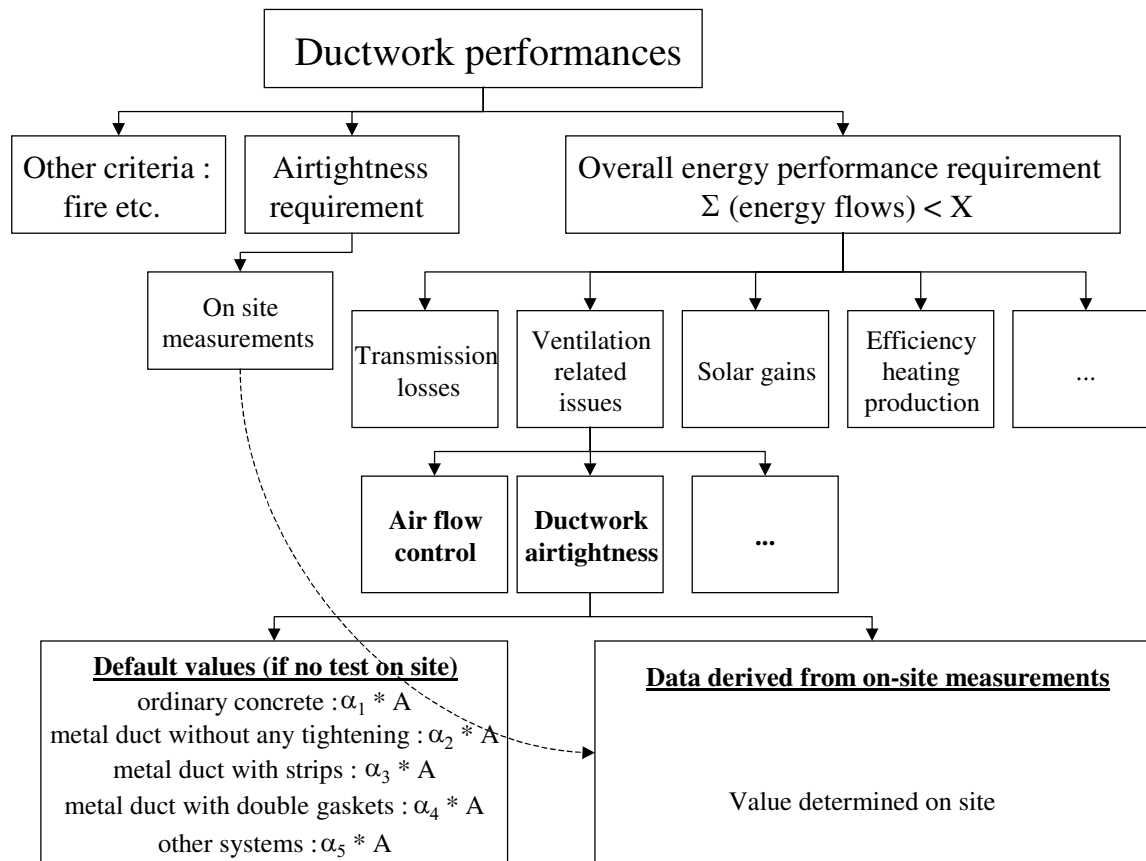 Ductwork performances
Other criteria :
fire etc.
Airtightness
requirement
Overall energy performance requirement
Σ (energy flows) < X
On site
measurements
Transmission
losses
Ventilation
related
issues
Solar gains
Efficiency
heating
production
...
Air flow
control
Ductwork
airtightness
...
Default values (if no test on site)
ordinary concrete : α₁ * A
metal duct without any tightening : α₂ * A
metal duct with strips : α₃ * A
metal duct with double gaskets : α₄ * A
other systems : α₅ * A
Data derived from on-site measurements
Value determined on site